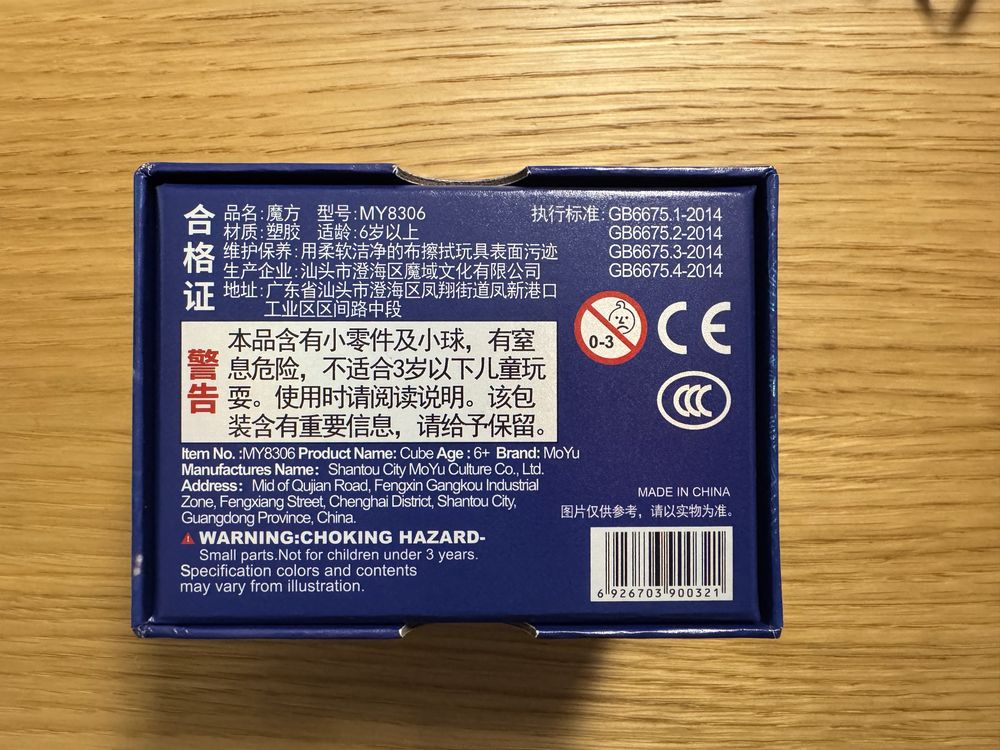 合格证
品名:魔方 型号:MY8306
材质:塑胶 适龄:6岁以上
维护保养:用柔软洁净的布擦拭玩具表面污迹
生产企业:汕头市澄海区魔域文化有限公司
地址:广东省汕头市澄海区凤翔街道凤新港口
工业区区间路中段
执行标准:GB6675.1-2014
GB6675.2-2014
GB6675.3-2014
GB6675.4-2014
0-3
CE
CCC
警告
本品含有小零件及小球，有窒
息危险，不适合3岁以下儿童玩
耍。使用时请阅读说明。该包
装含有重要信息，请给予保留。
Item No. :MY8306 Product Name: Cube Age : 6+ Brand: MoYu
Manufactures Name： Shantou City MoYu Culture Co., Ltd.
Address： Mid of Qujian Road, Fengxin Gangkou Industrial
Zone, Fengxiang Street, Chenghai District, Shantou City,
Guangdong Province, China.
WARNING:CHOKING HAZARD-
Small parts.Not for children under 3 years.
Specification colors and contents
may vary from illustration.
MADE IN CHINA
图片仅供参考，请以实物为准。
6 926703 900321